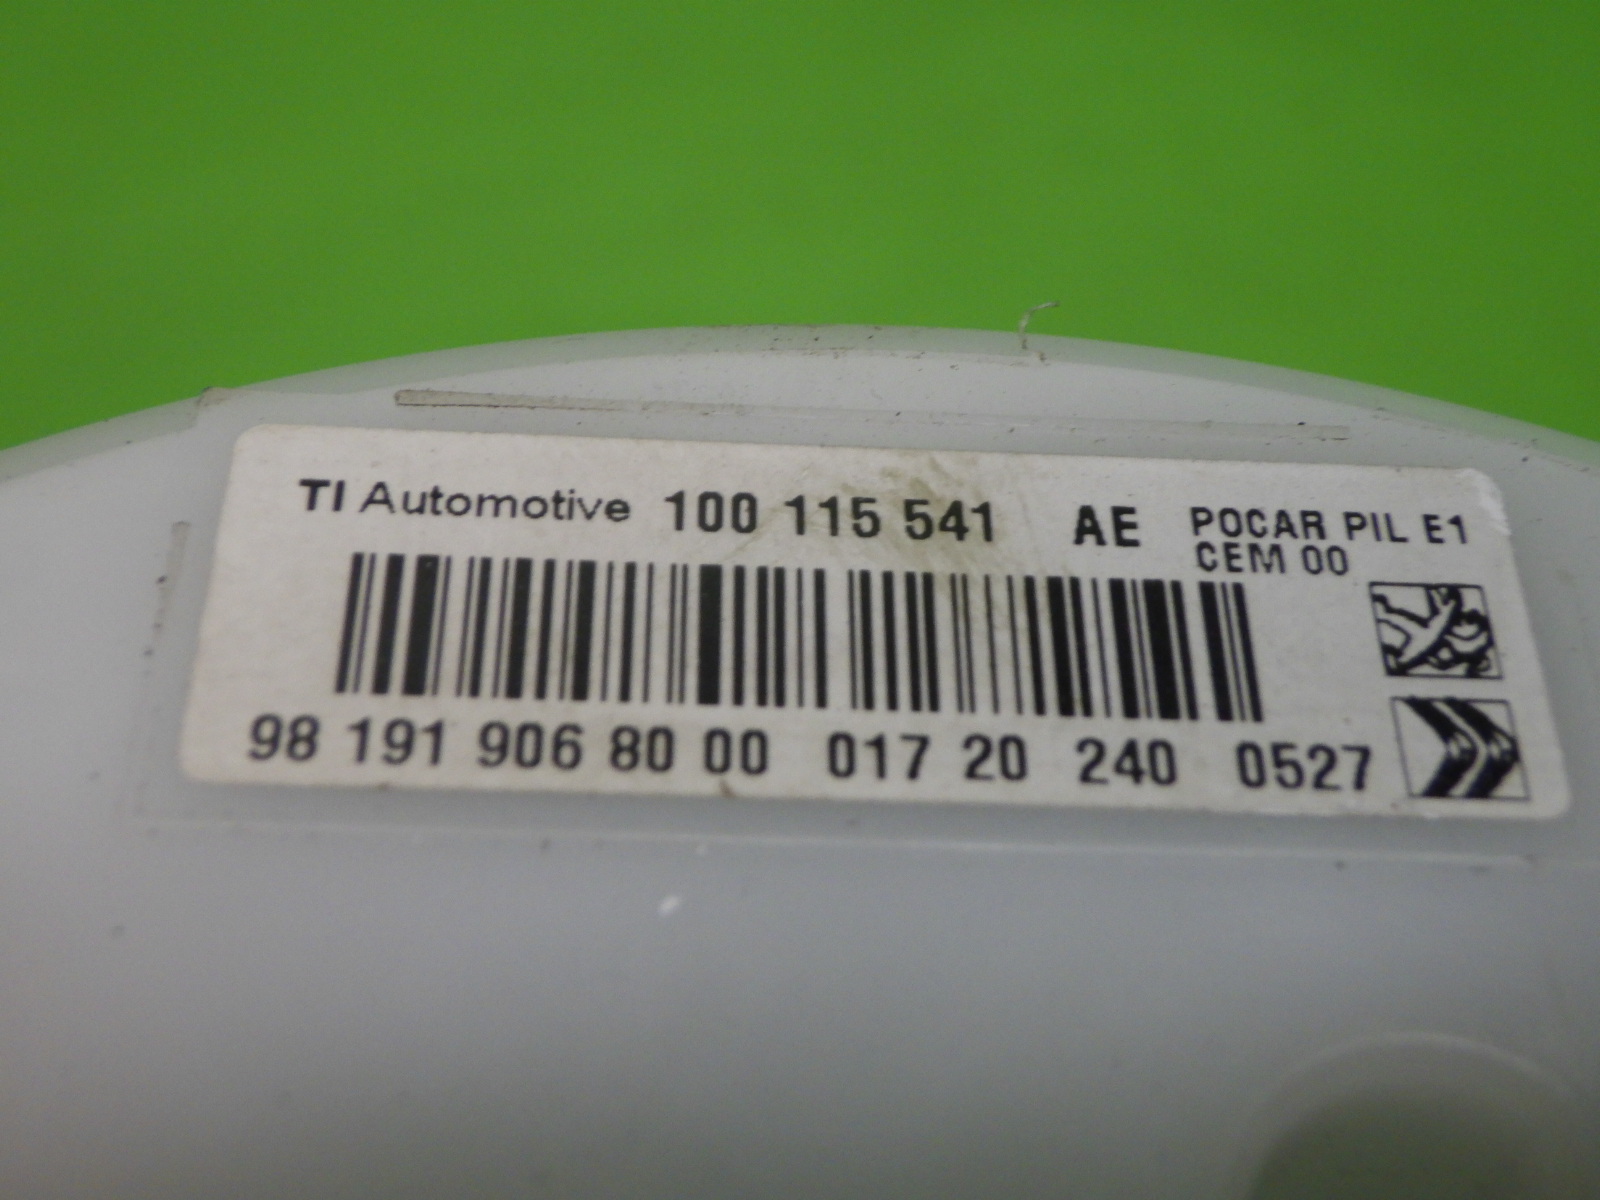 TI Automotive 100 115 541 AE POCAR PIL E1
CEM 00
98 191 906 80 00 017 20 240 0527